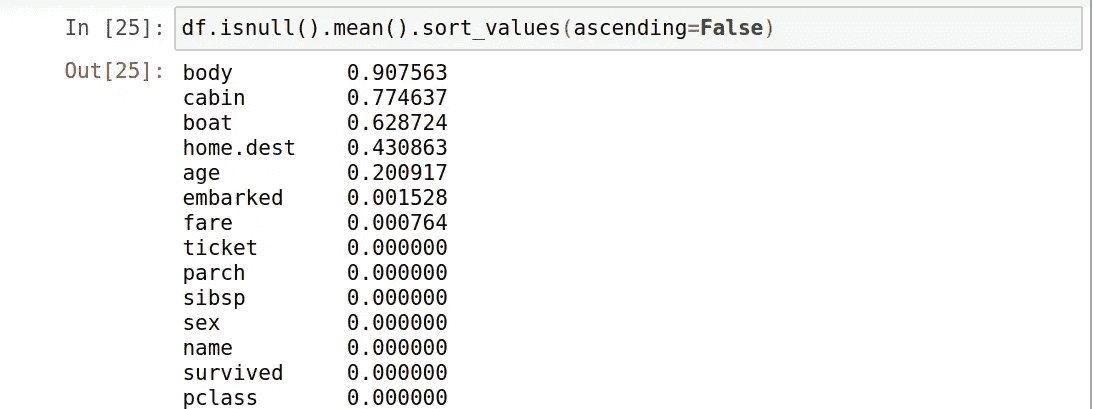 In [25]: df.isnull().mean().sort_values(ascending=False)
Out[25]: body 0.907563
cabin 0.774637
boat 0.628724
home.dest 0.430863
age 0.200917
embarked 0.001528
fare 0.000764
ticket 0.000000
parch 0.000000
sibsp 0.000000
sex 0.000000
name 0.000000
survived 0.000000
pclass 0.000000